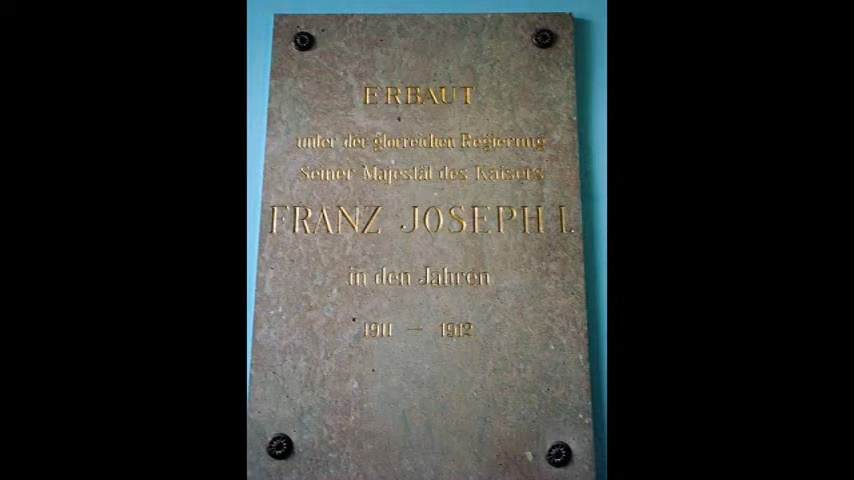 ERBAUT
unter der glorreichen Regierung
Seiner Majestät des Kaisers
FRANZ JOSEPH I.
in den Jahren
1911 — 1912